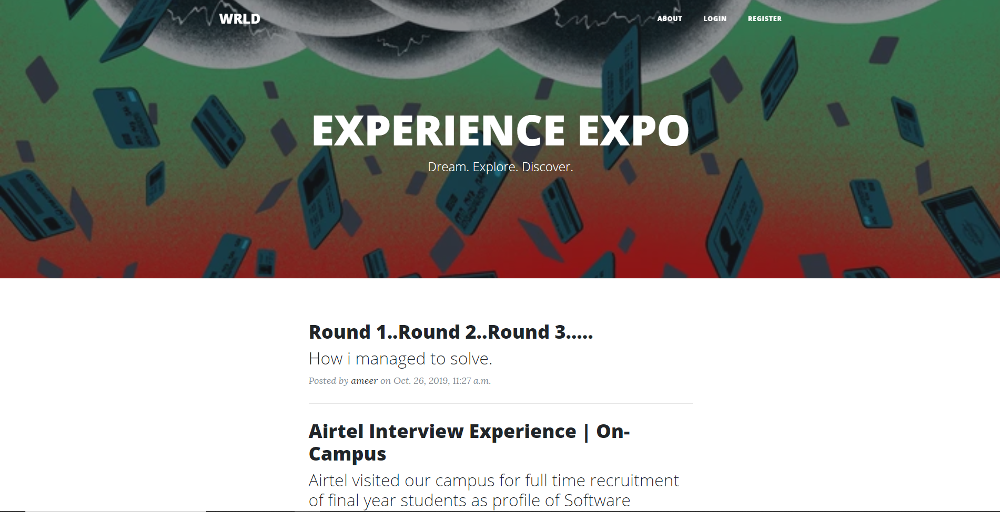 WRLD
ABOUT LOGIN REGISTER
EXPERIENCE EXPO
Dream. Explore. Discover.
Round 1..Round 2..Round 3.....
How i managed to solve.
Posted by ameer on Oct. 26, 2019, 11:27 a.m.
Airtel Interview Experience | On-
Campus
Airtel visited our campus for full time recruitment
of final year students as profile of Software